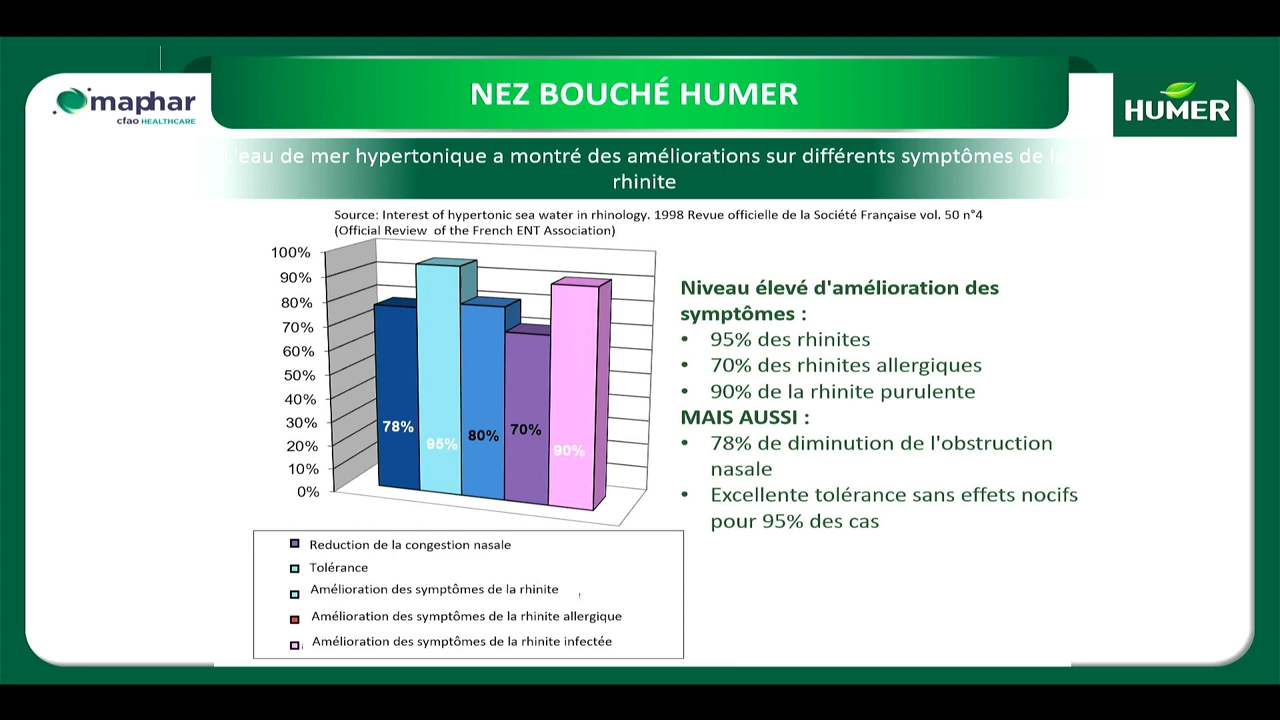 maphar
cfao HEALTHCARE
NEZ BOUCHÉ HUMER
HUMER
L'eau de mer hypertonique a montré des améliorations sur différents symptômes de la
rhinite
Source: Interest of hypertonic sea water in rhinology. 1998 Revue officielle de la Société Française vol. 50 n°4
(Official Review of the French ENT Association)
100%
90%
80%
70%
60%
50%
40%
30%
20%
10%
0%
78%
95%
80%
70%
90%
Niveau élevé d'amélioration des
symptômes :
• 95% des rhinites
• 70% des rhinites allergiques
• 90% de la rhinite purulente
MAIS AUSSI :
• 78% de diminution de l'obstruction
nasale
• Excellente tolérance sans effets nocifs
pour 95% des cas
Reduction de la congestion nasale
Tolérance
Amélioration des symptômes de la rhinite
Amélioration des symptômes de la rhinite allergique
Amélioration des symptômes de la rhinite infectée